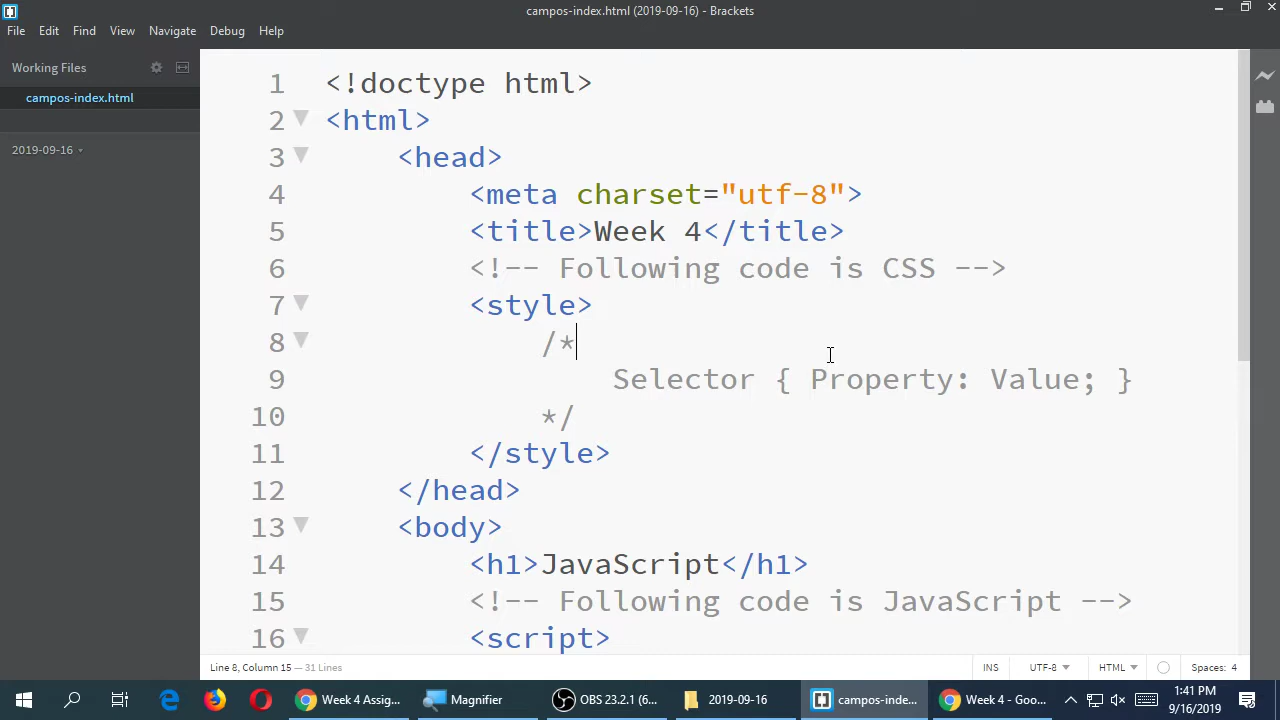 campos-index.html (2019-09-16) - Brackets
File Edit Find View Navigate Debug Help
Working Files
campos-index.html
2019-09-16
1 <!doctype html>
2 <html>
3 <head>
4 <meta charset="utf-8">
5 <title>Week 4</title>
6 <!-- Following code is CSS -->
7 <style>
8 /*
9 Selector { Property: Value; }
10 */
11 </style>
12 </head>
13 <body>
14 <h1>JavaScript</h1>
15 <!-- Following code is JavaScript -->
16 <script>
Line 8, Column 15 — 31 Lines
INS UTF-8 HTML Spaces: 4
Week 4 Assig... Magnifier OBS 23.2.1 (6... 2019-09-16 campos-inde... Week 4 - Goo...
1:41 PM
9/16/2019